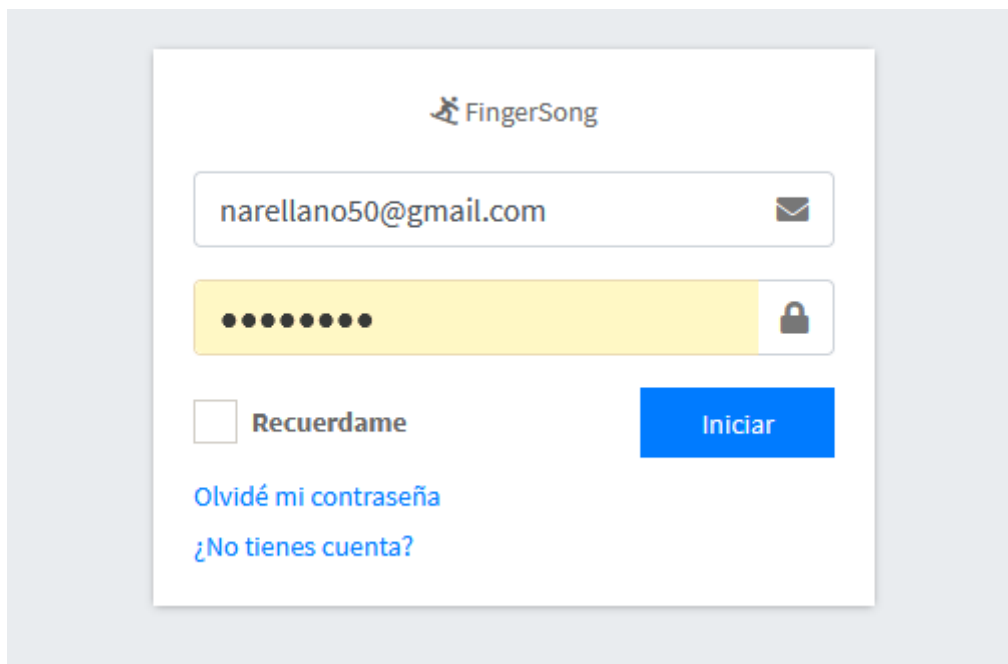 FingerSong
narellano50@gmail.com
••••••••
Recuerdame
Iniciar
Olvidé mi contraseña
¿No tienes cuenta?